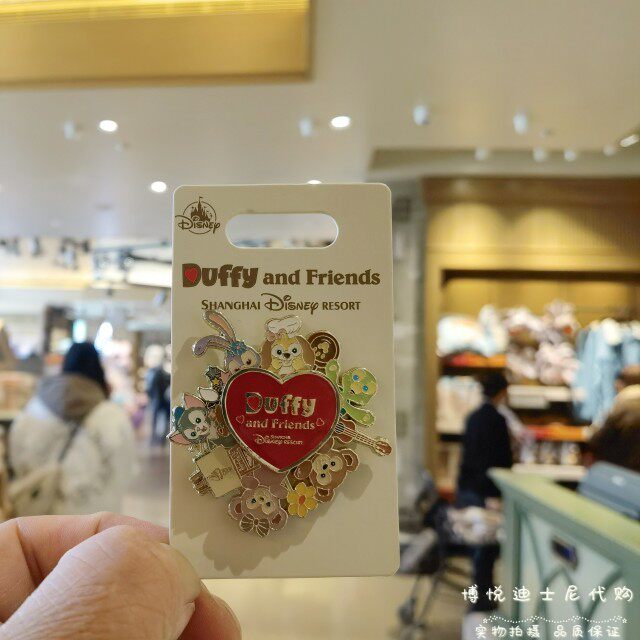 Disney
Duffy and Friends
SHANGHAI Disney RESORT
Duffy
and Friends
SHANGHAI
Disney RESORT
博悦迪士尼代购
实物拍摄 品质保证